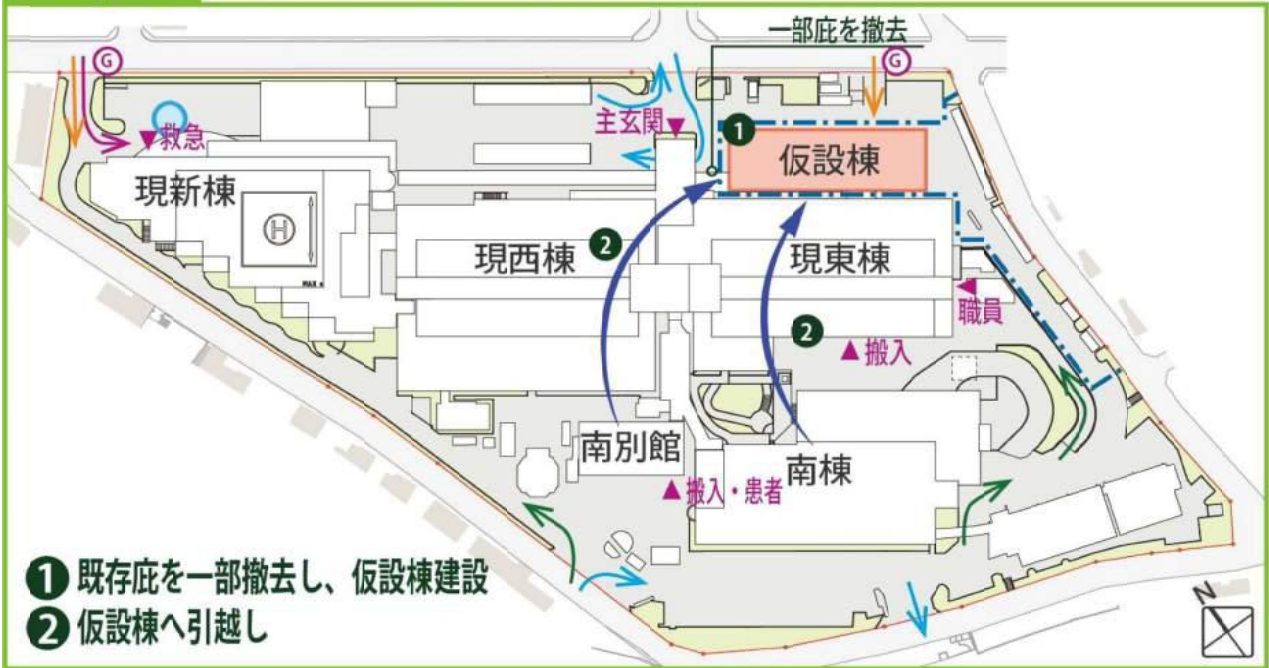 一部庇を撤去
G
G
主玄関▼
1
▼救急
仮設棟
現新棟
H
2
現西棟
現東棟
MAX
◀
職員
2
▲搬入
南別館
南棟
▲搬入・患者
1 既存庇を一部撤去し、仮設棟建設
2 仮設棟へ引越し
N